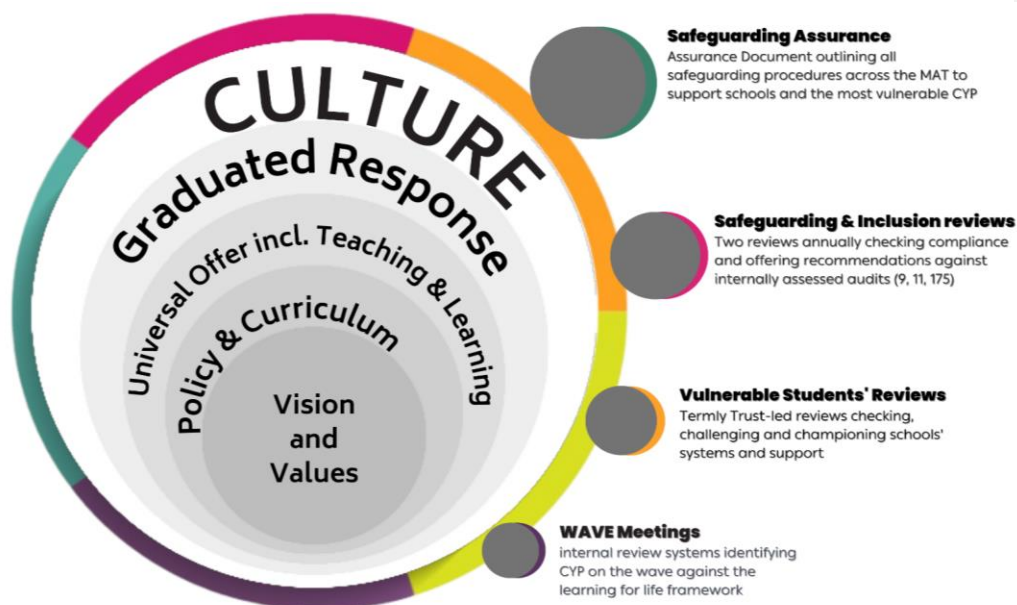 CULTURE
Graduated Response
Universal Offer incl. Teaching & Learning
Policy & Curriculum
Vision
and
Values
Safeguarding Assurance
Assurance Document outlining all
safeguarding procedures across the MAT to
support schools and the most vulnerable CYP
Safeguarding & Inclusion reviews
Two reviews annually checking compliance
and offering recommendations against
internally assessed audits (9, 11, 175)
Vulnerable Students' Reviews
Termly Trust-led reviews checking,
challenging and championing schools'
systems and support
WAVE Meetings
internal review systems identifying
CYP on the wave against the
learning for life framework